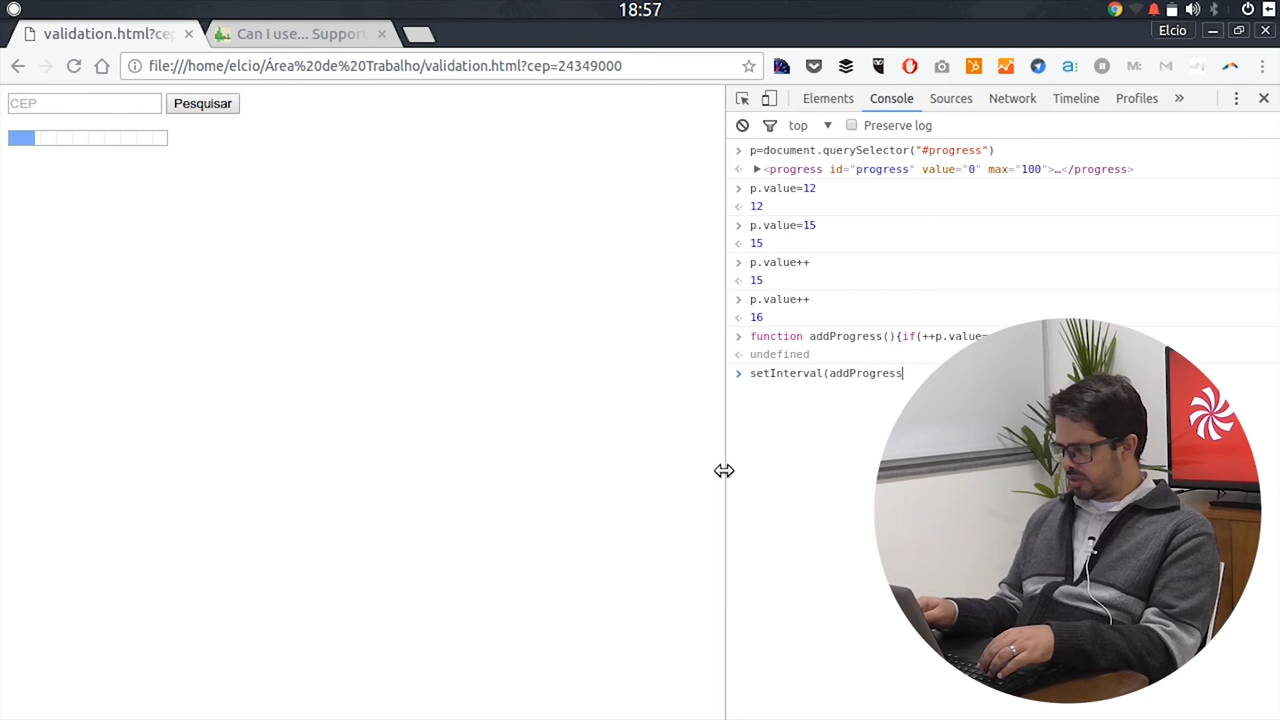 18:57
validation.html?cep
Can I use... Support
Elcio
file:///home/elcio/Área%20de%20Trabalho/validation.html?cep=24349000
CEP
Pesquisar
Elements Console Sources Network Timeline Profiles
top Preserve log
p=document.querySelector("#progress")
<progress id="progress" value="0" max="100">…</progress>
p.value=12
12
p.value=15
15
p.value++
15
p.value++
16
function addProgress(){if(++p.value=
undefined
setInterval(addProgress